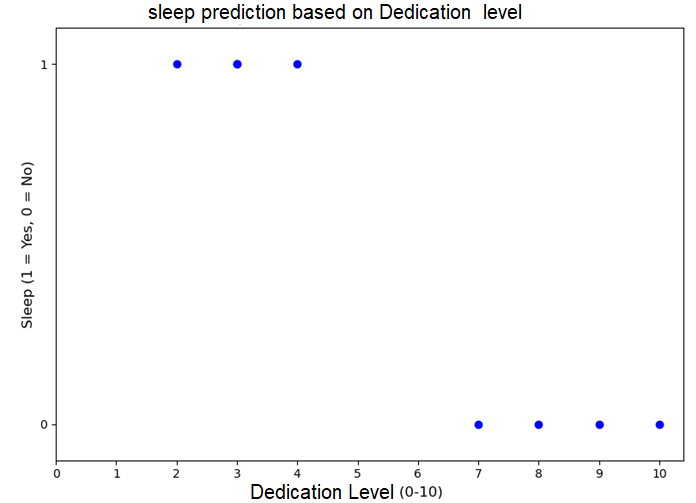 sleep prediction based on Dedication level
1
Sleep (1 = Yes, 0 = No)
0
0 1 2 3 4 5 6 7 8 9 10
Dedication Level (0-10)